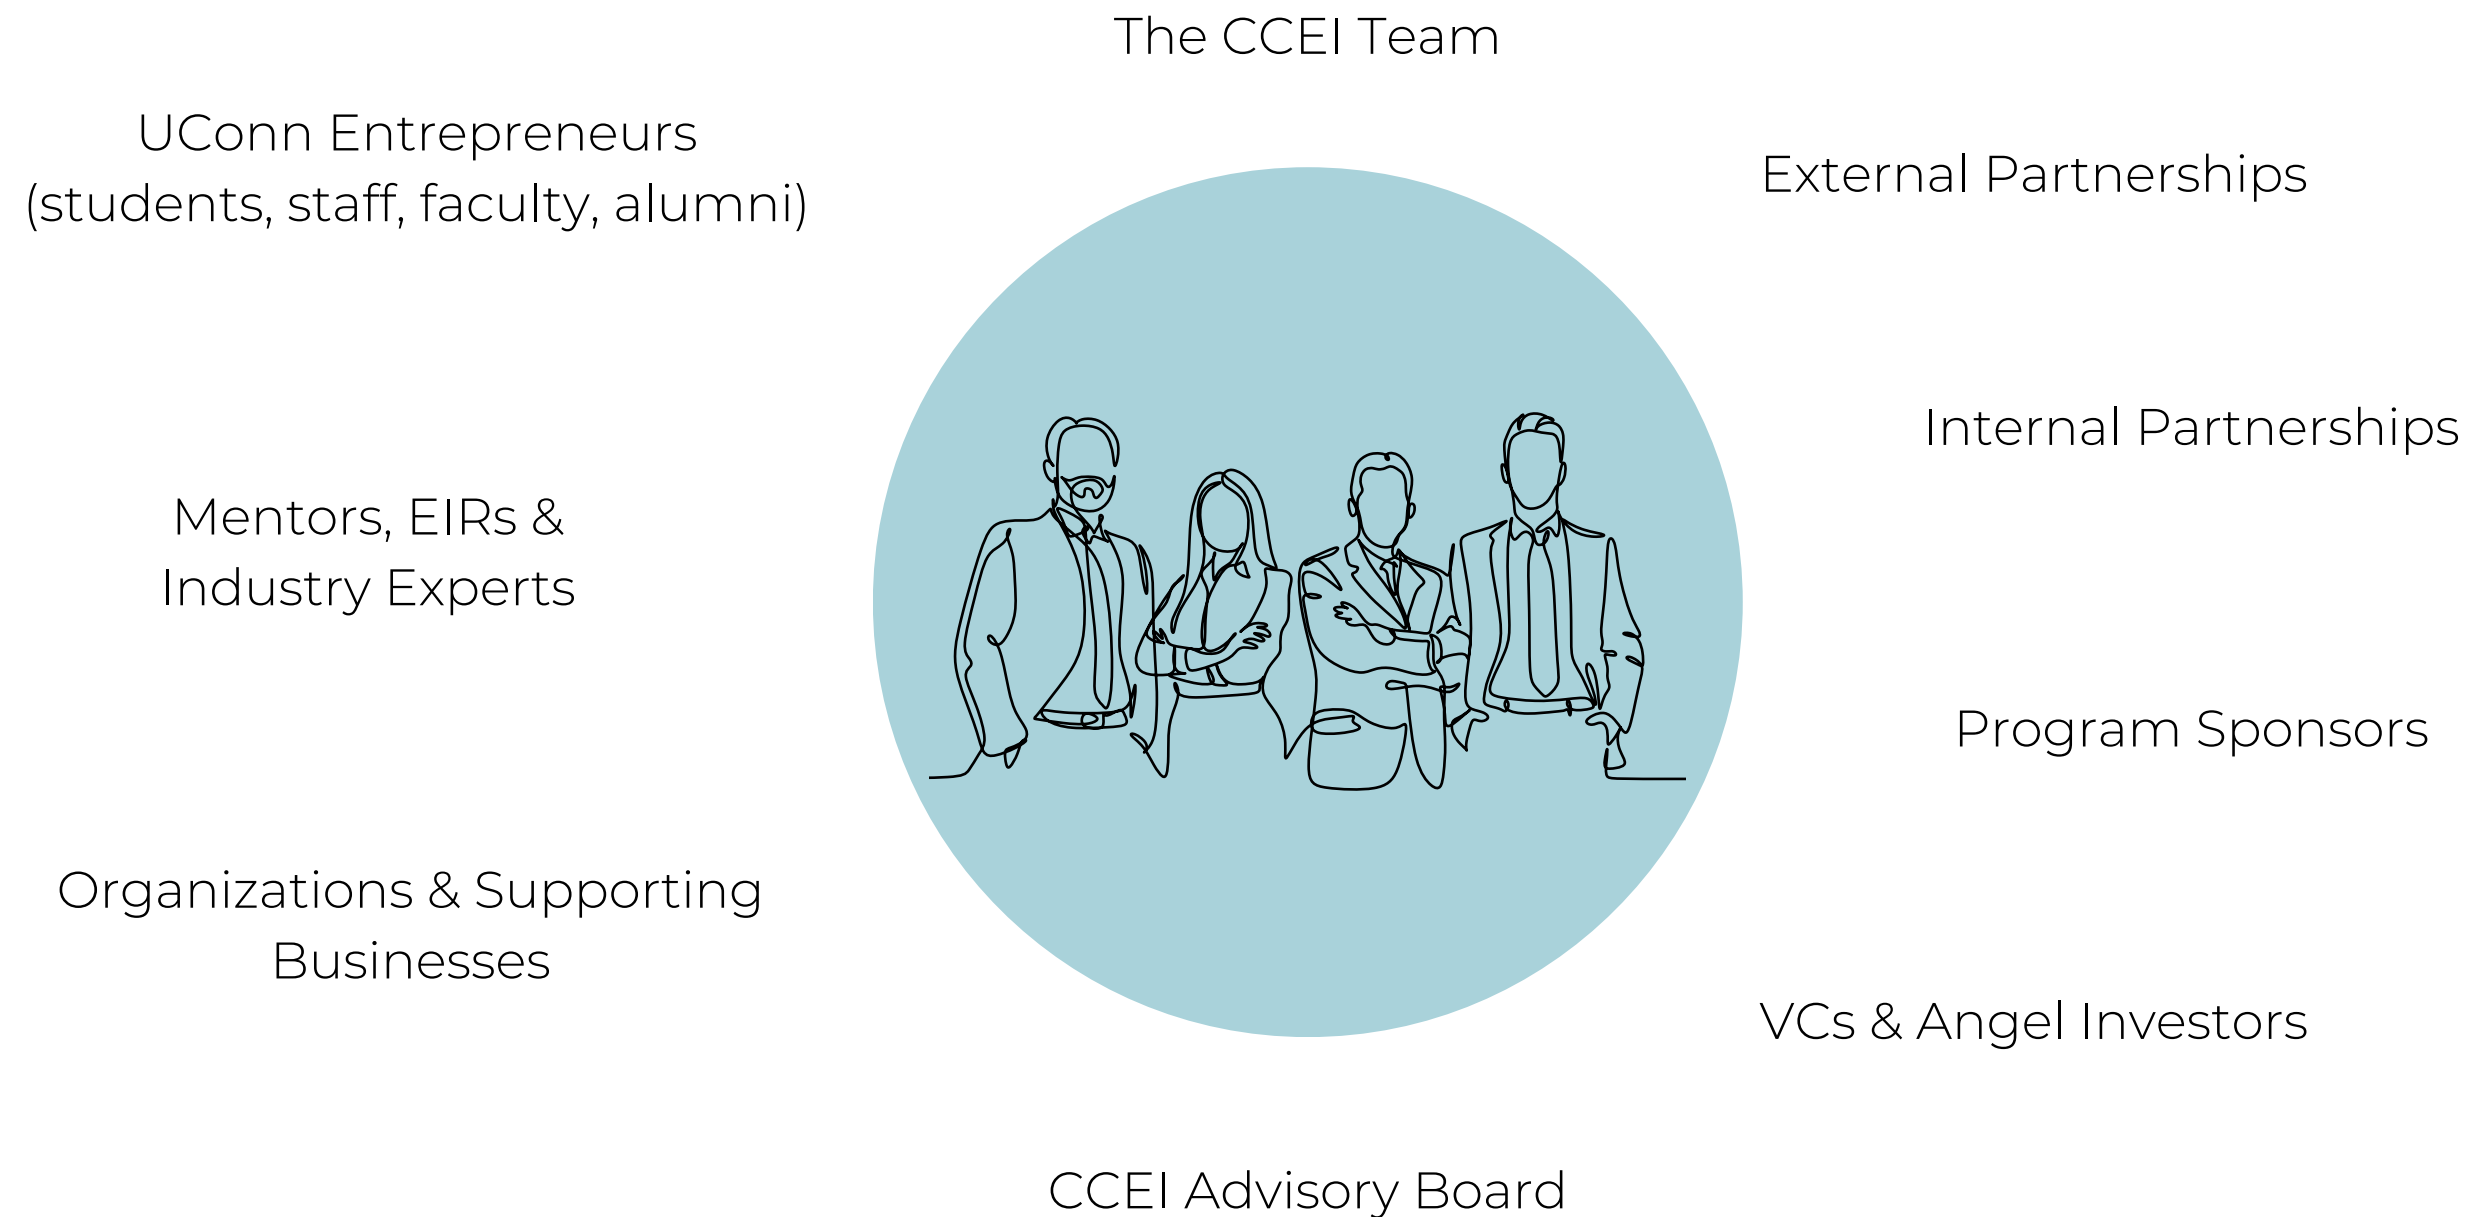 The CCEI Team
UConn Entrepreneurs
(students, staff, faculty, alumni)
External Partnerships
Internal Partnerships
Mentors, EIRs &
Industry Experts
Program Sponsors
Organizations & Supporting
Businesses
VCs & Angel Investors
CCEI Advisory Board